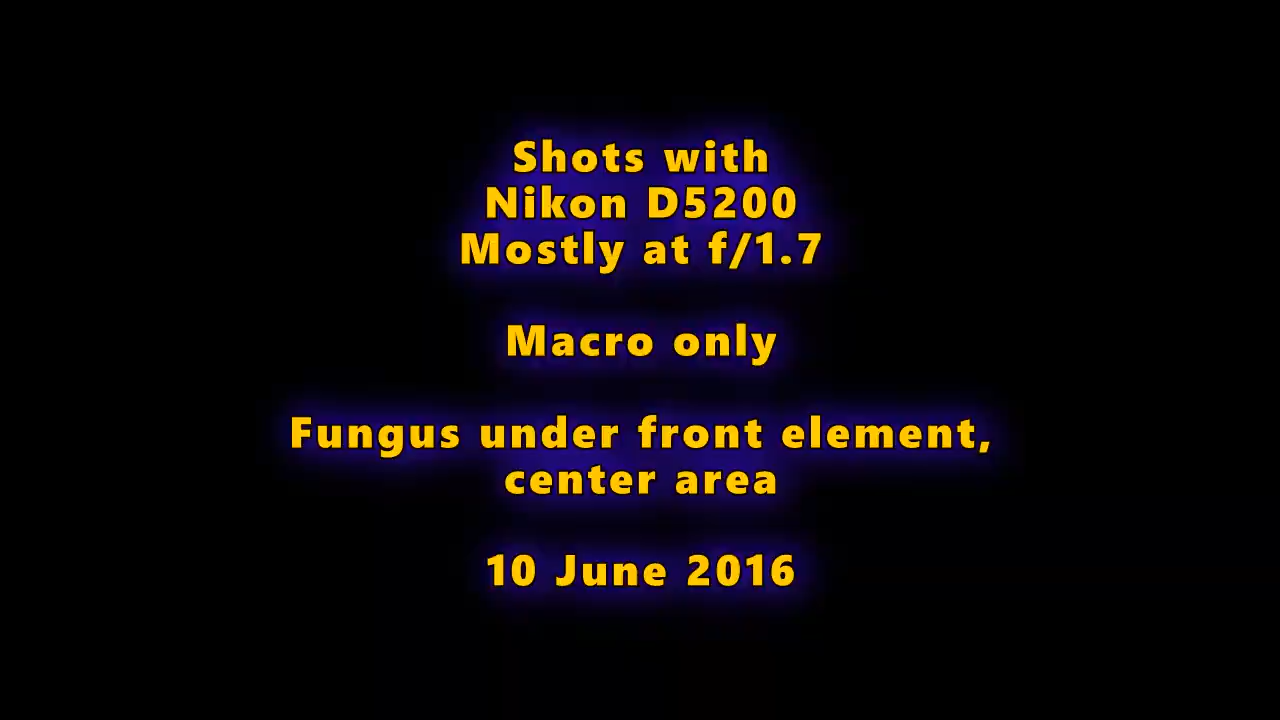 Shots with
Nikon D5200
Mostly at f/1.7
Macro only
Fungus under front element,
center area
10 June 2016